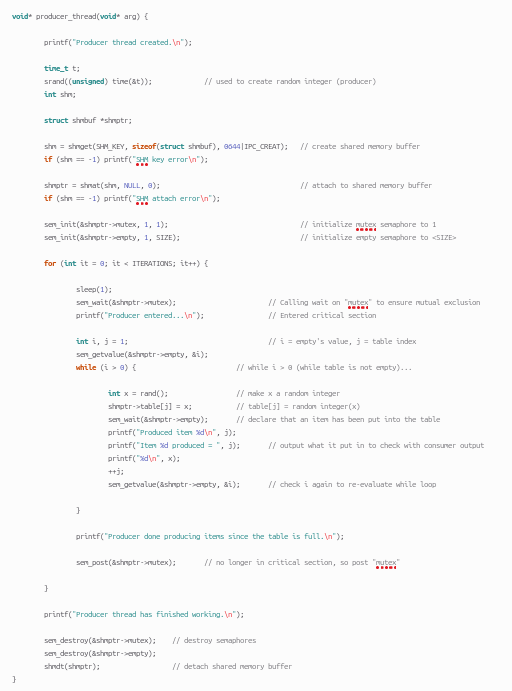 void* producer_thread(void* arg) {
printf("Producer thread created.\n");
time_t t;
srand((unsigned) time(&t)); // used to create random integer (producer)
int shm;
struct shmbuf *shmptr;
shm = shmget(SHM_KEY, sizeof(struct shmbuf), 0644|IPC_CREAT); // create shared memory buffer
if (shm == -1) printf("SHM key error\n");
shmptr = shmat(shm, NULL, 0); // attach to shared memory buffer
if (shm == -1) printf("SHM attach error\n");
sem_init(&shmptr->mutex, 1, 1); // initialize mutex semaphore to 1
sem_init(&shmptr->empty, 1, SIZE); // initialize empty semaphore to <SIZE>
for (int it = 0; it < ITERATIONS; it++) {
sleep(1);
sem_wait(&shmptr->mutex); // Calling wait on "mutex" to ensure mutual exclusion
printf("Producer entered...\n"); // Entered critical section
int i, j = 1; // i = empty's value, j = table index
sem_getvalue(&shmptr->empty, &i);
while (i > 0) { // while i > 0 (while table is not empty)...
int x = rand(); // make x a random integer
shmptr->table[j] = x; // table[j] = random integer(x)
sem_wait(&shmptr->empty); // declare that an item has been put into the table
printf("Produced item %d\n", j);
printf("Item %d produced = ", j); // output what it put in to check with consumer output
printf("%d\n", x);
++j;
sem_getvalue(&shmptr->empty, &i); // check i again to re-evaluate while loop
}
printf("Producer done producing items since the table is full.\n");
sem_post(&shmptr->mutex); // no longer in critical section, so post "mutex"
}
printf("Producer thread has finished working.\n");
sem_destroy(&shmptr->mutex); // destroy semaphores
sem_destroy(&shmptr->empty);
shmdt(shmptr); // detach shared memory buffer
}